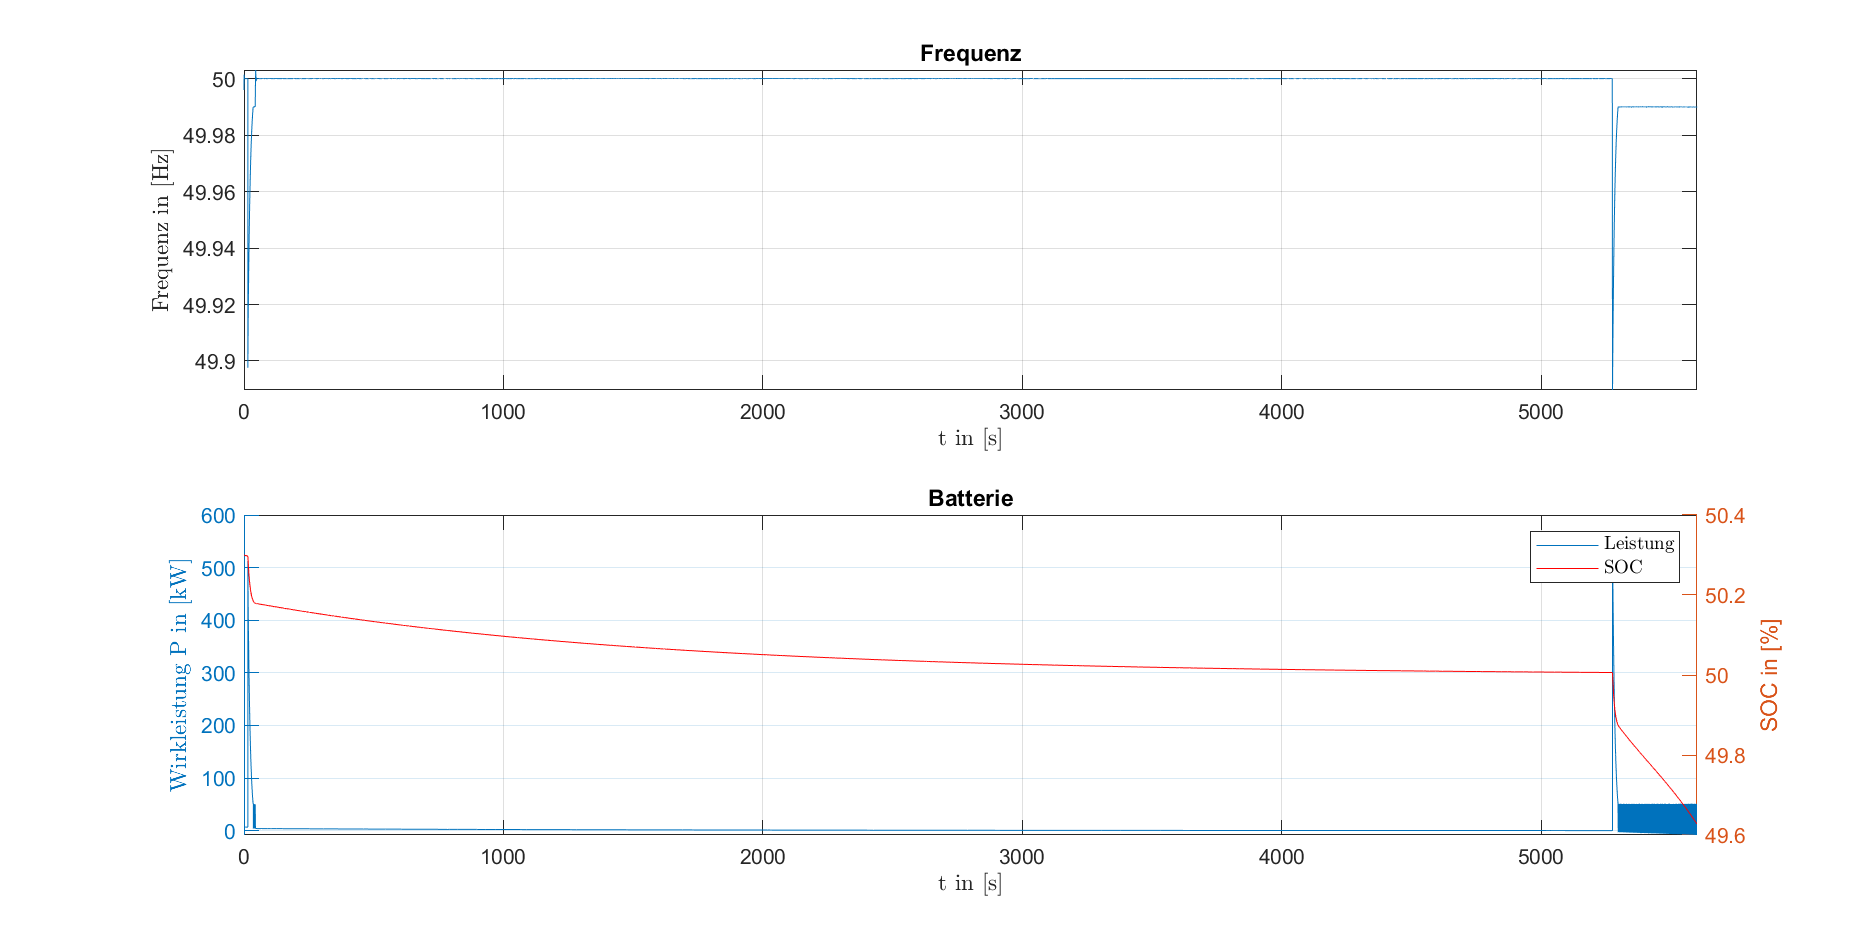 Frequenz
Frequenz in [Hz]
50
49.98
49.96
49.94
49.92
49.9
0 1000 2000 3000 4000 5000
t in [s]
Batterie
Wirkleistung P in [kW]
600
500
400
300
200
100
0
Leistung
SOC
50.4
50.2
50
49.8
49.6
SOC in [%]
0 1000 2000 3000 4000 5000
t in [s]